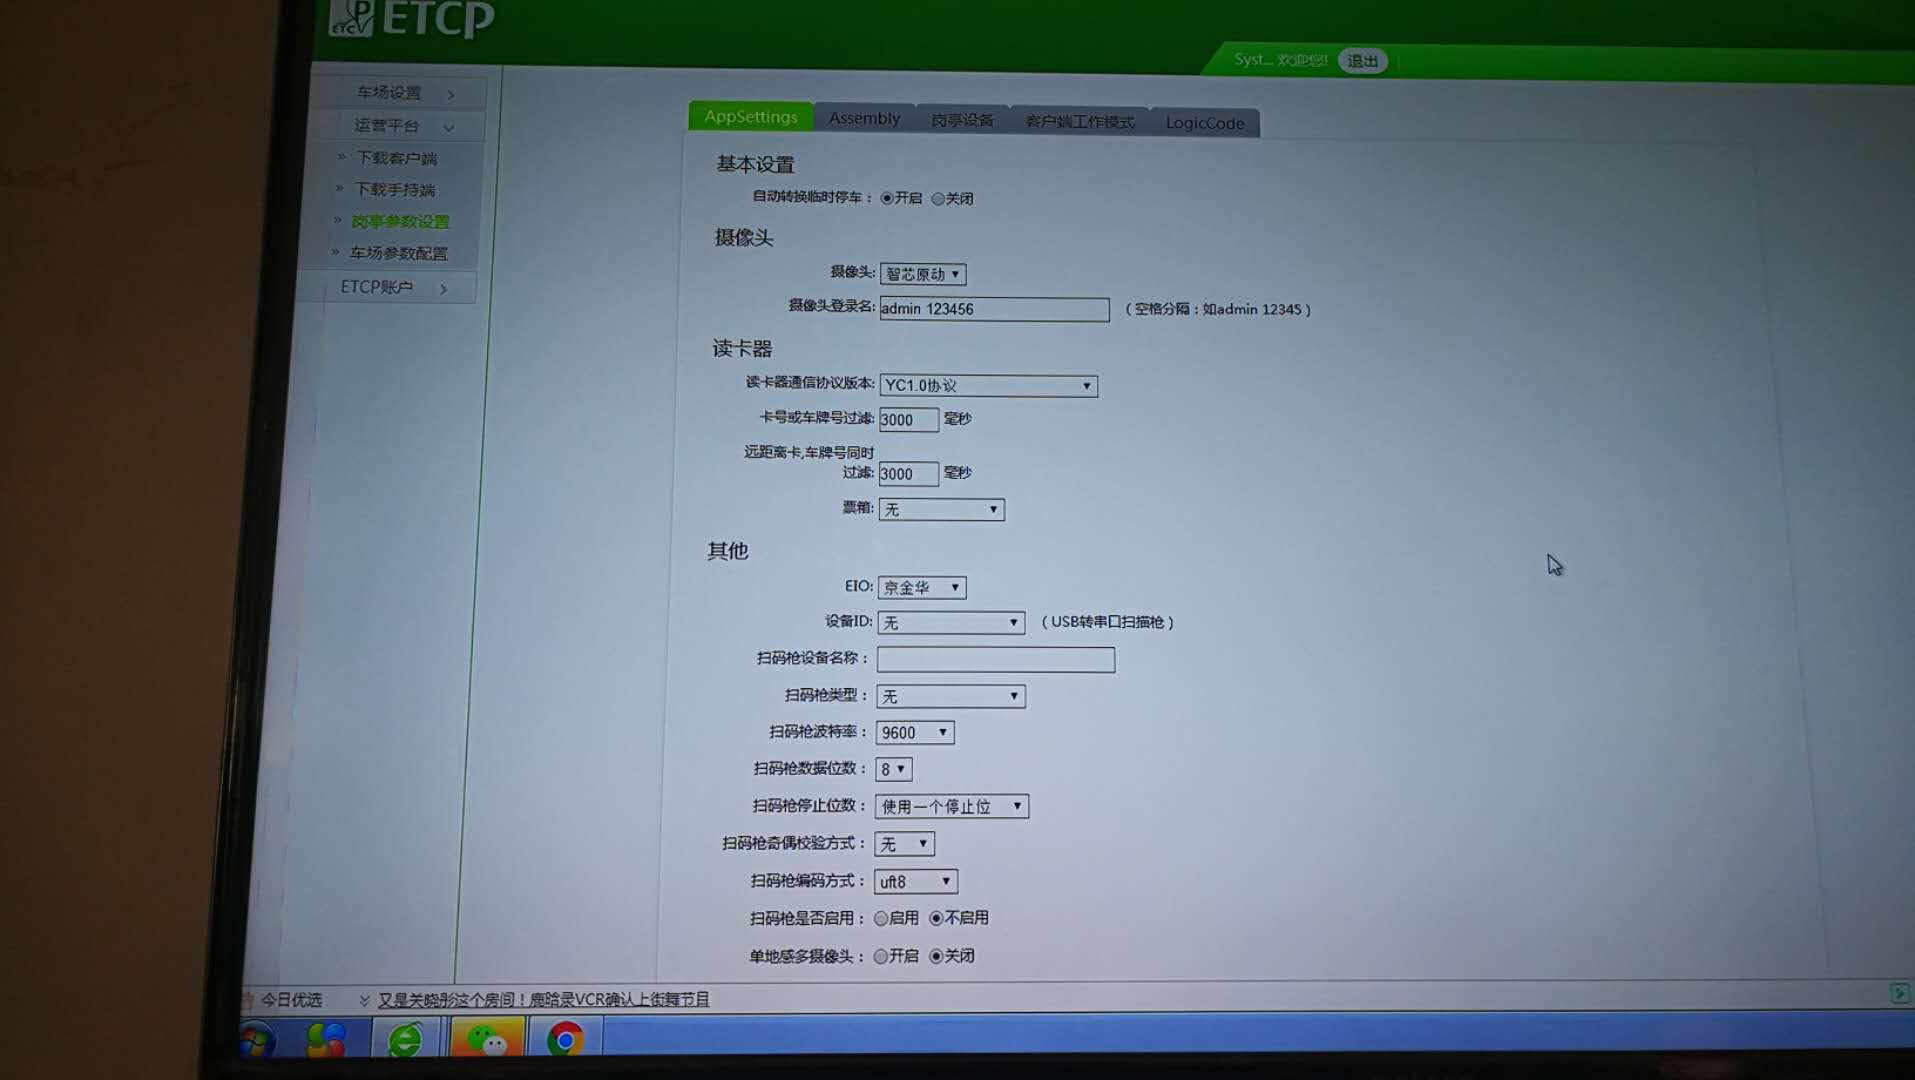 ETC P ETCP
Syst... 欢迎您! 退出
车场设置
运营平台
» 下载客户端
» 下载手持端
» 岗亭参数设置
» 车场参数配置
ETCP账户
AppSettings Assembly 岗亭设备 客户端工作模式 LogicCode
基本设置
自动转换临时停车： 开启 关闭
摄像头
摄像头: 智芯原动
摄像头登录名: admin 123456 （空格分隔：如admin 12345）
读卡器
读卡器通信协议版本: YC1.0协议
卡号或车牌号过滤: 3000 毫秒
远距离卡,车牌号同时
过滤: 3000 毫秒
票箱: 无
其他
EIO: 京金华
设备ID: 无 （USB转串口扫描枪）
扫码枪设备名称：
扫码枪类型： 无
扫码枪波特率： 9600
扫码枪数据位数： 8
扫码枪停止位数： 使用一个停止位
扫码枪奇偶校验方式： 无
扫码枪编码方式： uft8
扫码枪是否启用： 启用 不启用
单地感多摄像头： 开启 关闭
今日优选 又是关晓彤这个房间！鹿晗录VCR确认上街舞节目